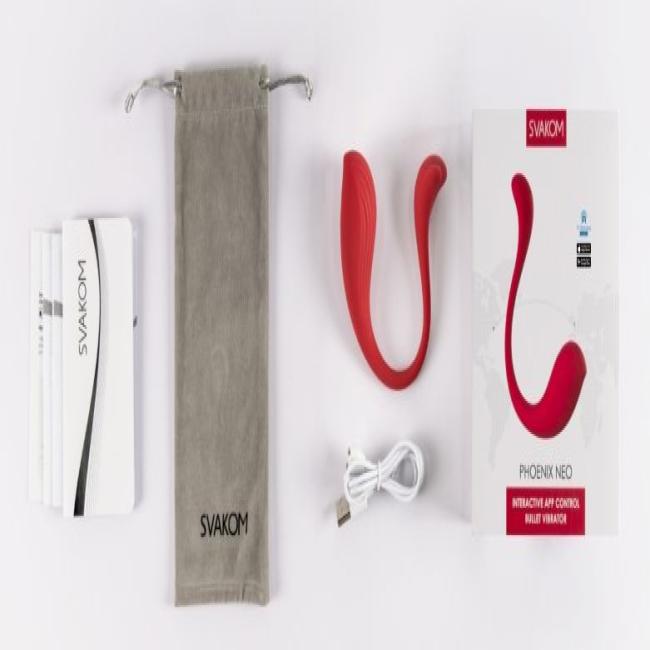 SVAKOM
SVAKOM
SVAKOM
PHOENIX NEO
INTERACTIVE APP CONTROL
BULLET VIBRATOR